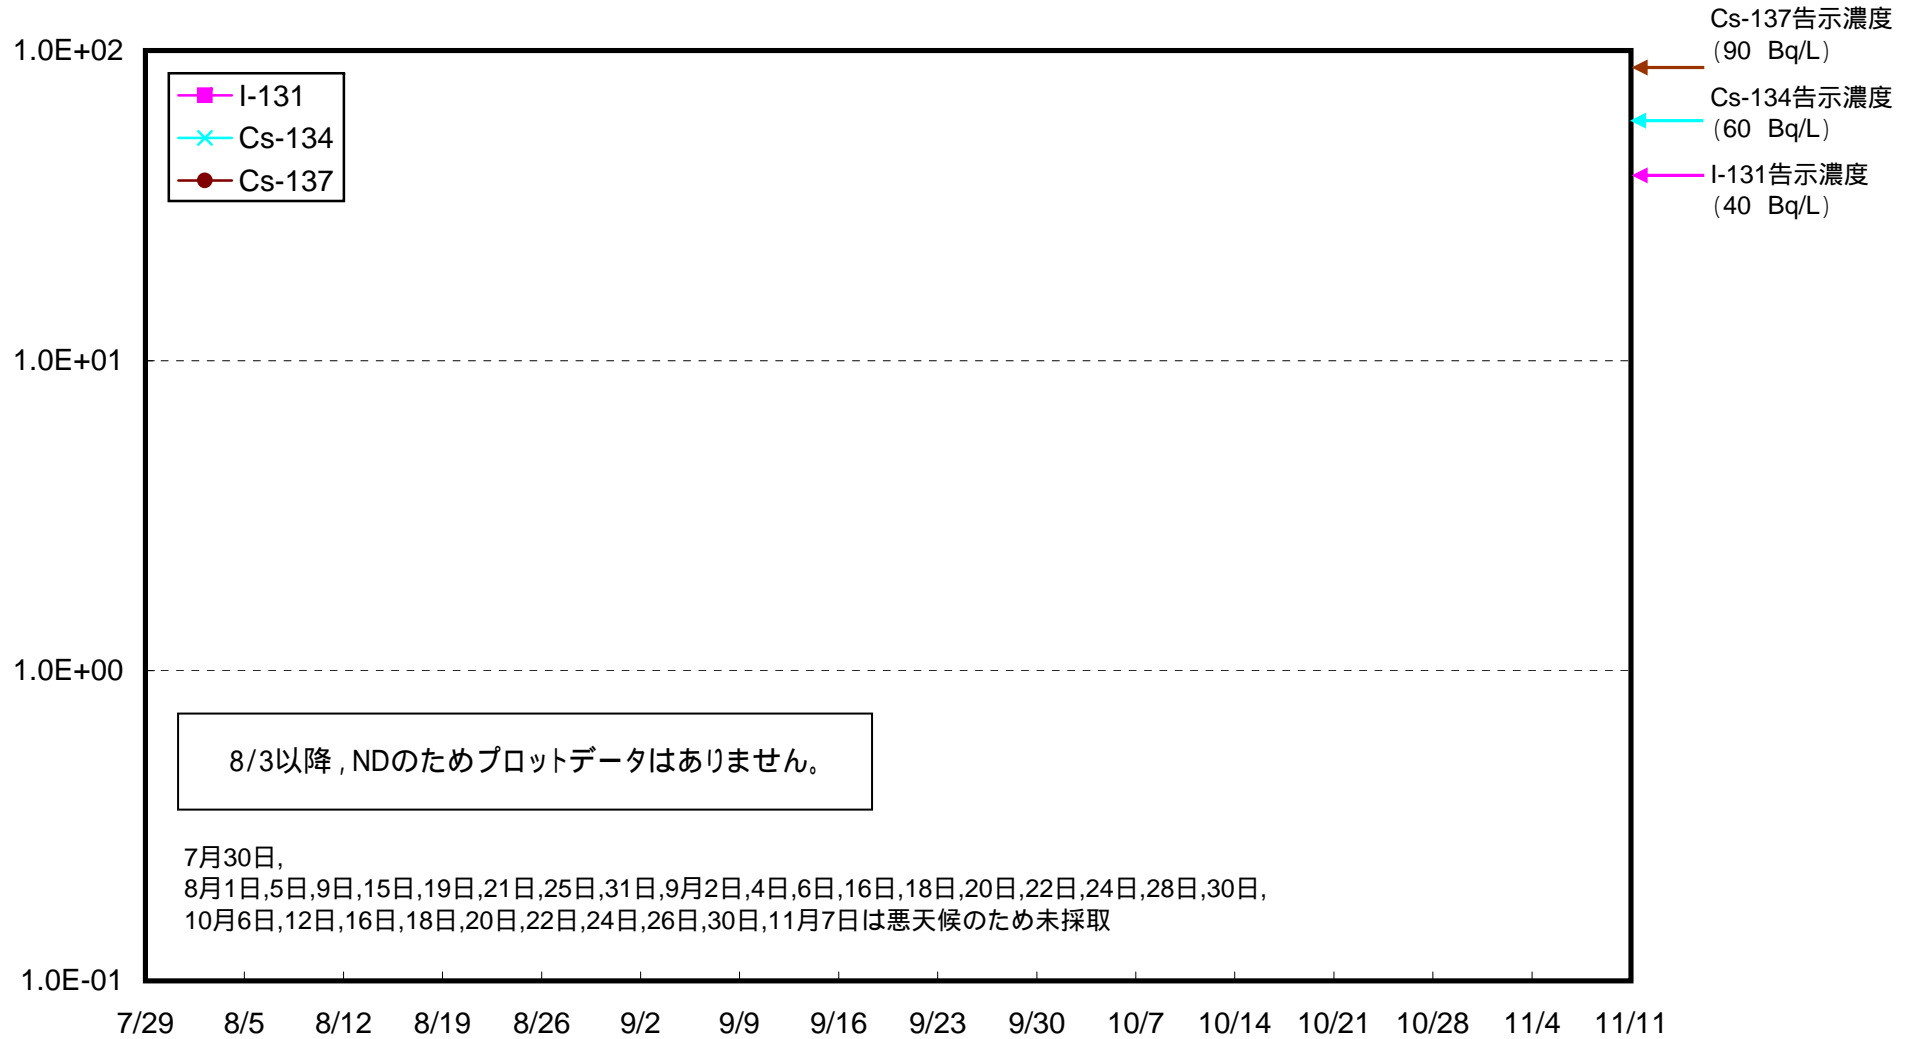 Cs-137告示濃度
(90 Bq/L)
Cs-134告示濃度
(60 Bq/L)
I-131告示濃度
(40 Bq/L)
1.0E+02
1.0E+01
1.0E+00
1.0E-01
I-131
Cs-134
Cs-137
8/3以降,NDのためプロットデータはありません。
7月30日,
8月1日,5日,9日,15日,19日,21日,25日,31日,9月2日,4日,6日,16日,18日,20日,22日,24日,28日,30日,
10月6日,12日,16日,18日,20日,22日,24日,26日,30日,11月7日は悪天候のため未採取
7/29 8/5 8/12 8/19 8/26 9/2 9/9 9/16 9/23 9/30 10/7 10/14 10/21 10/28 11/4 11/11